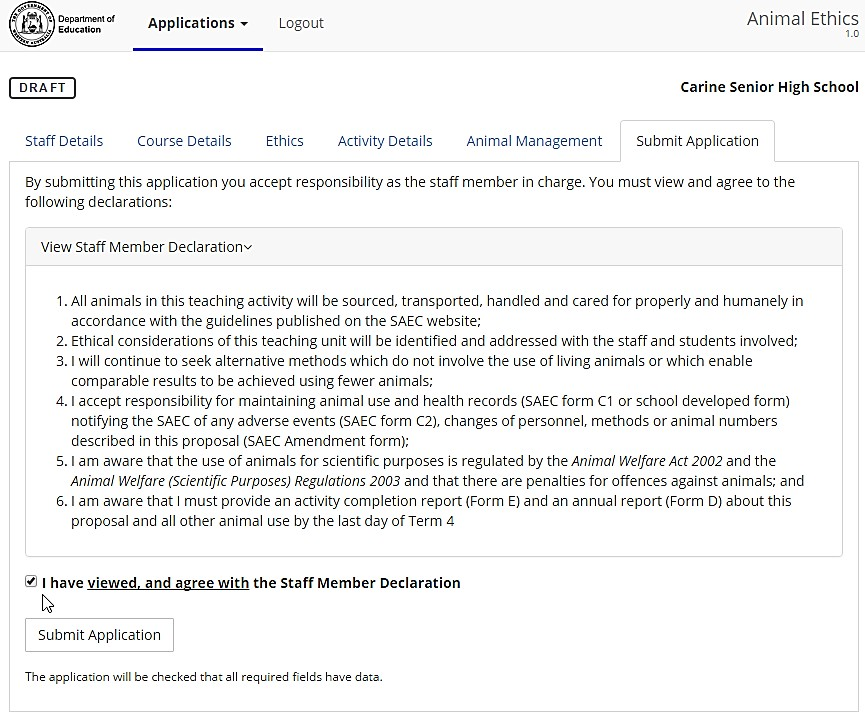 Department of
Education
Applications
Logout
Animal Ethics
1.0
DRAFT
Carine Senior High School
Staff Details
Course Details
Ethics
Activity Details
Animal Management
Submit Application
By submitting this application you accept responsibility as the staff member in charge. You must view and agree to the
following declarations:
View Staff Member Declaration
1. All animals in this teaching activity will be sourced, transported, handled and cared for properly and humanely in
accordance with the guidelines published on the SAEC website;
2. Ethical considerations of this teaching unit will be identified and addressed with the staff and students involved;
3. I will continue to seek alternative methods which do not involve the use of living animals or which enable
comparable results to be achieved using fewer animals;
4. I accept responsibility for maintaining animal use and health records (SAEC form C1 or school developed form)
notifying the SAEC of any adverse events (SAEC form C2), changes of personnel, methods or animal numbers
described in this proposal (SAEC Amendment form);
5. I am aware that the use of animals for scientific purposes is regulated by the Animal Welfare Act 2002 and the
Animal Welfare (Scientific Purposes) Regulations 2003 and that there are penalties for offences against animals; and
6. I am aware that I must provide an activity completion report (Form E) and an annual report (Form D) about this
proposal and all other animal use by the last day of Term 4
I have viewed, and agree with the Staff Member Declaration
Submit Application
The application will be checked that all required fields have data.